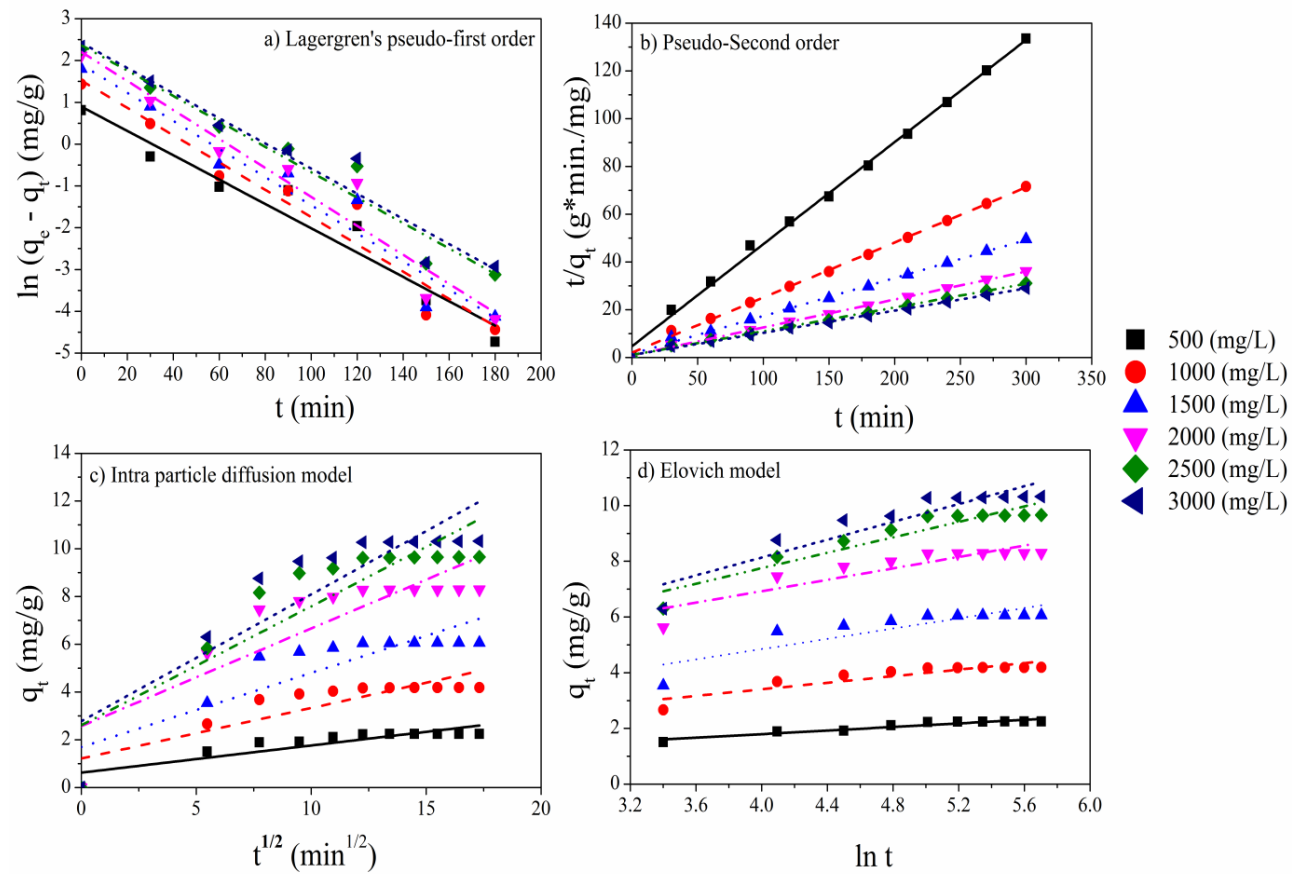 a) Lagergren's pseudo-first order
3
2
1
0
-1
-2
-3
-4
-5
ln (qe - qt) (mg/g)
0 20 40 60 80 100 120 140 160 180 200
t (min)
b) Pseudo-Second order
140
120
100
80
60
40
20
0
t/qt (g*min./mg)
0 50 100 150 200 250 300 350
t (min)
500 (mg/L)
1000 (mg/L)
1500 (mg/L)
2000 (mg/L)
2500 (mg/L)
3000 (mg/L)
c) Intra particle diffusion model
14
12
10
8
6
4
2
0
qt (mg/g)
0 5 10 15 20
t1/2 (min1/2)
d) Elovich model
12
10
8
6
4
2
0
qt (mg/g)
3.2 3.6 4.0 4.4 4.8 5.2 5.6 6.0
ln t